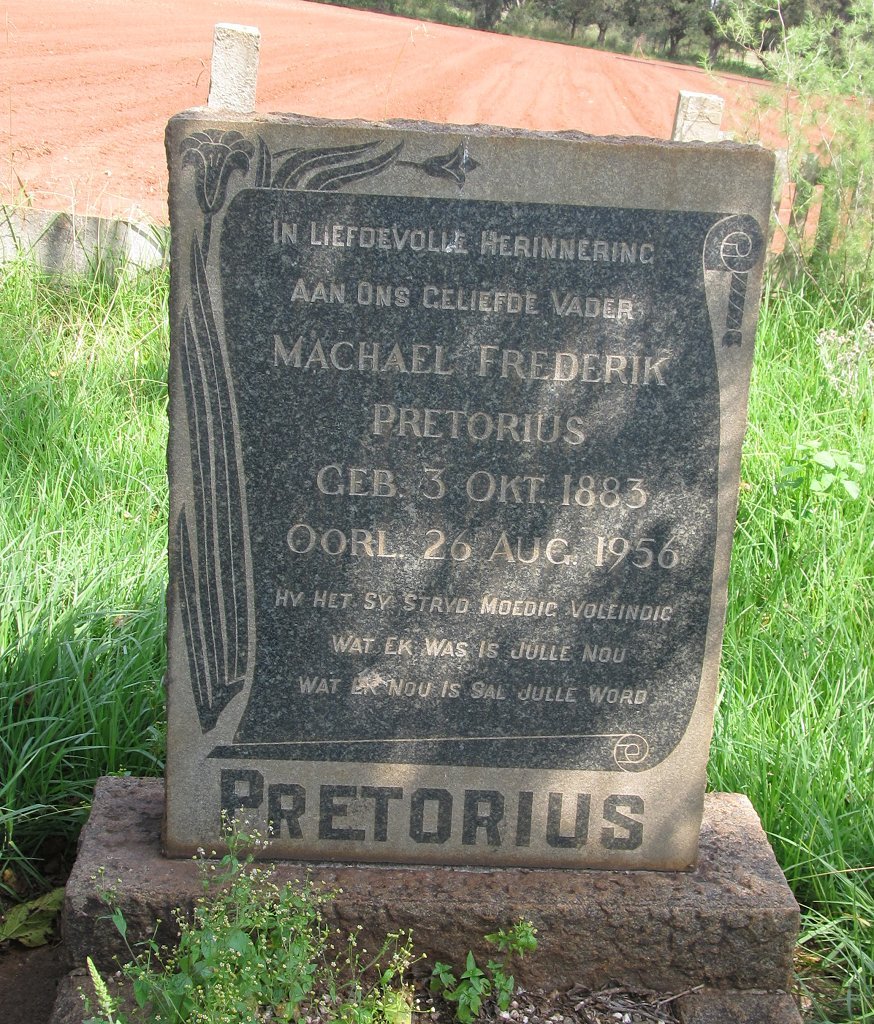 In Liefdevolle Herinnering
Aan Ons Geliefde Vader
Machael Frederik
Pretorius
Geb. 3 Okt. 1883
Oorl. 26 Aug. 1956
Hy Het Sy Stryd Moedig Voleindig
Wat Ek Was Is Julle Nou
Wat Ek Nou Is Sal Julle Word
Pretorius